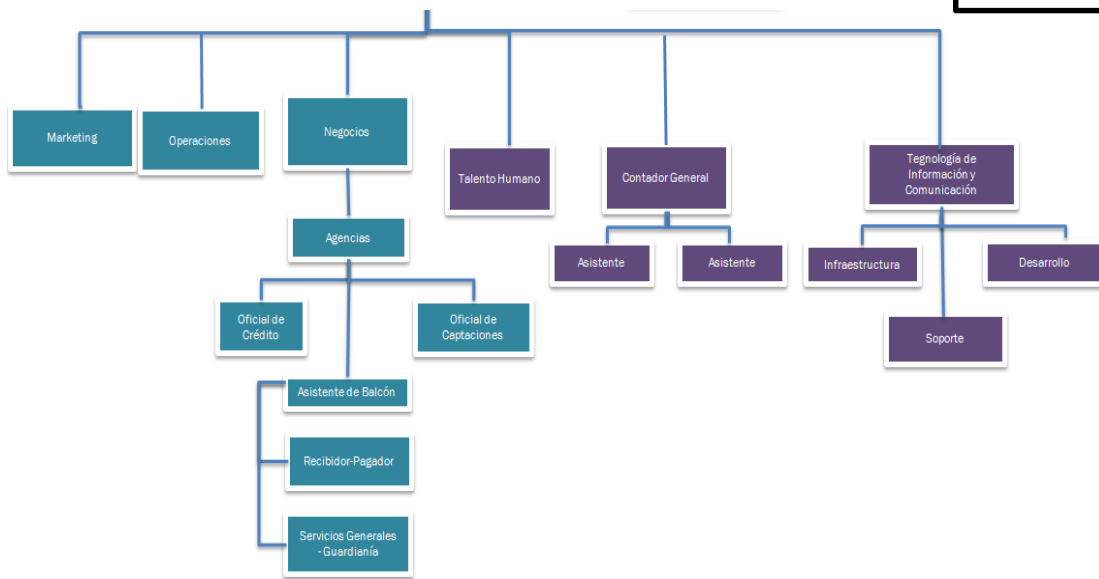 Marketing
Operaciones
Negocios
Talento Humano
Contador General
Tegnología de
Información y
Comunicación
Agencias
Asistente
Asistente
Infraestructura
Desarrollo
Oficial de
Crédito
Oficial de
Captaciones
Soporte
Asistente de Balcón
Recibidor-Pagador
Servicios Generales
- Guardianía